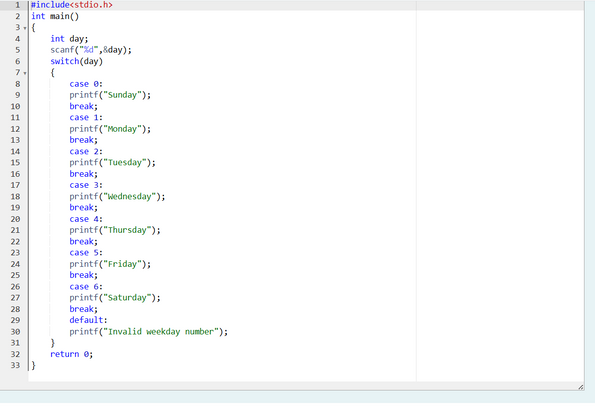 1 #include<stdio.h>
2 int main()
3 {
4 int day;
5 scanf("%d",&day);
6 switch(day)
7 {
8 case 0:
9 printf("Sunday");
10 break;
11 case 1:
12 printf("Monday");
13 break;
14 case 2:
15 printf("Tuesday");
16 break;
17 case 3:
18 printf("Wednesday");
19 break;
20 case 4:
21 printf("Thursday");
22 break;
23 case 5:
24 printf("Friday");
25 break;
26 case 6:
27 printf("Saturday");
28 break;
29 default:
30 printf("Invalid weekday number");
31 }
32 return 0;
33 }